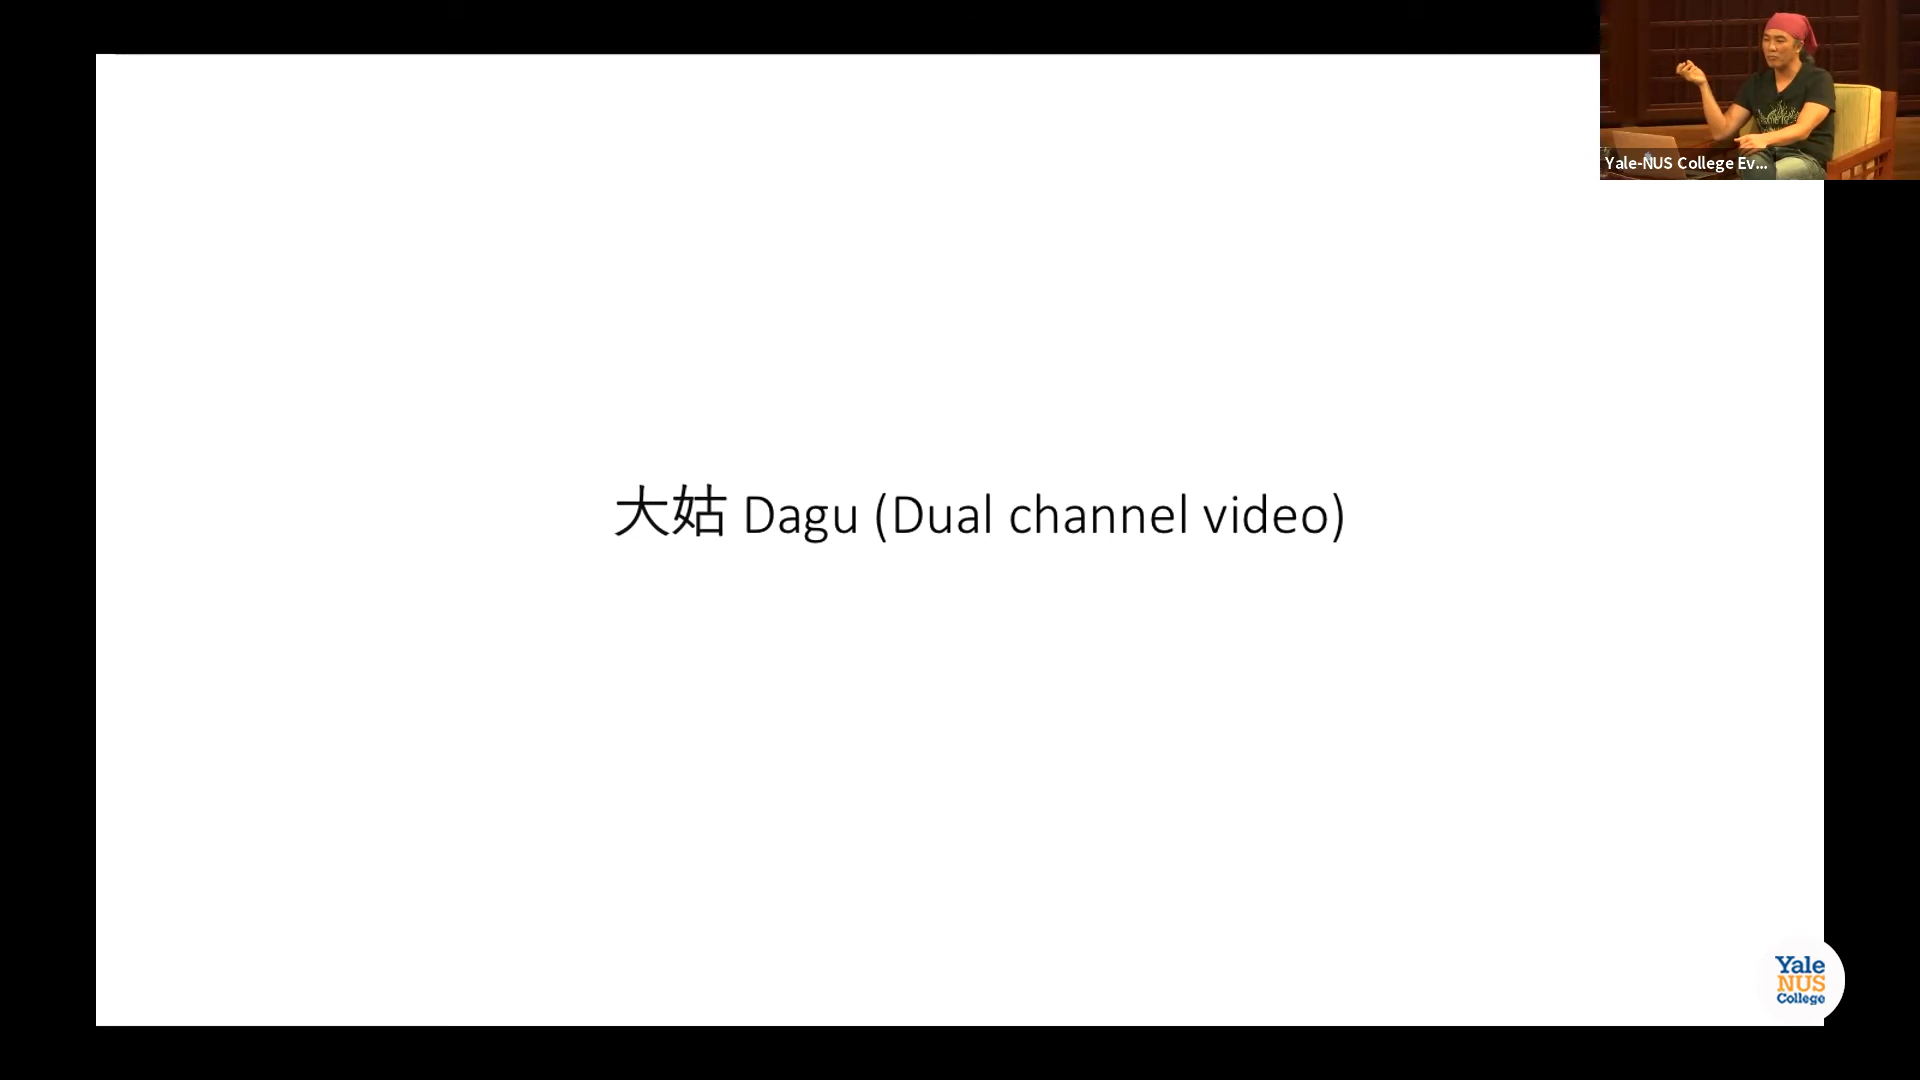 Yale-NUS College Ev...
大姑 Dagu (Dual channel video)
Yale
NUS
College